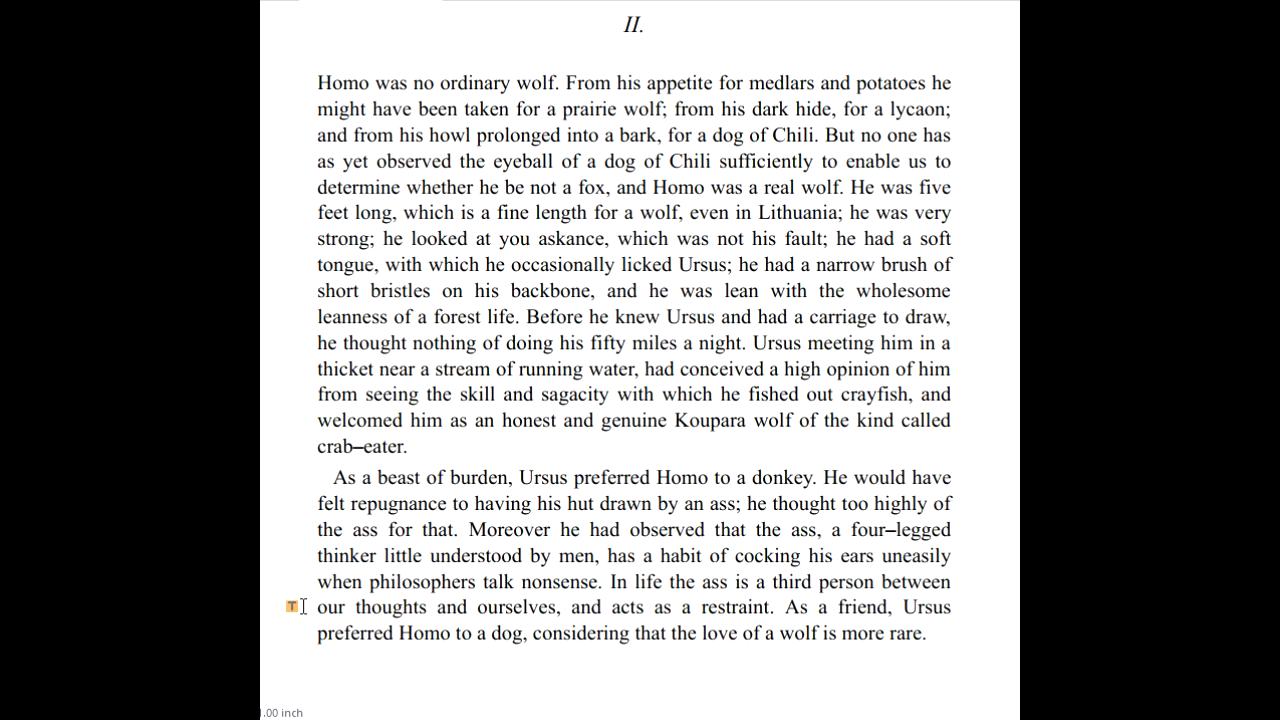 II.
Homo was no ordinary wolf. From his appetite for medlars and potatoes he
might have been taken for a prairie wolf; from his dark hide, for a lycaon;
and from his howl prolonged into a bark, for a dog of Chili. But no one has
as yet observed the eyeball of a dog of Chili sufficiently to enable us to
determine whether he be not a fox, and Homo was a real wolf. He was five
feet long, which is a fine length for a wolf, even in Lithuania; he was very
strong; he looked at you askance, which was not his fault; he had a soft
tongue, with which he occasionally licked Ursus; he had a narrow brush of
short bristles on his backbone, and he was lean with the wholesome
leanness of a forest life. Before he knew Ursus and had a carriage to draw,
he thought nothing of doing his fifty miles a night. Ursus meeting him in a
thicket near a stream of running water, had conceived a high opinion of him
from seeing the skill and sagacity with which he fished out crayfish, and
welcomed him as an honest and genuine Koupara wolf of the kind called
crab–eater.
As a beast of burden, Ursus preferred Homo to a donkey. He would have
felt repugnance to having his hut drawn by an ass; he thought too highly of
the ass for that. Moreover he had observed that the ass, a four–legged
thinker little understood by men, has a habit of cocking his ears uneasily
when philosophers talk nonsense. In life the ass is a third person between
T our thoughts and ourselves, and acts as a restraint. As a friend, Ursus
preferred Homo to a dog, considering that the love of a wolf is more rare.
.00 inch